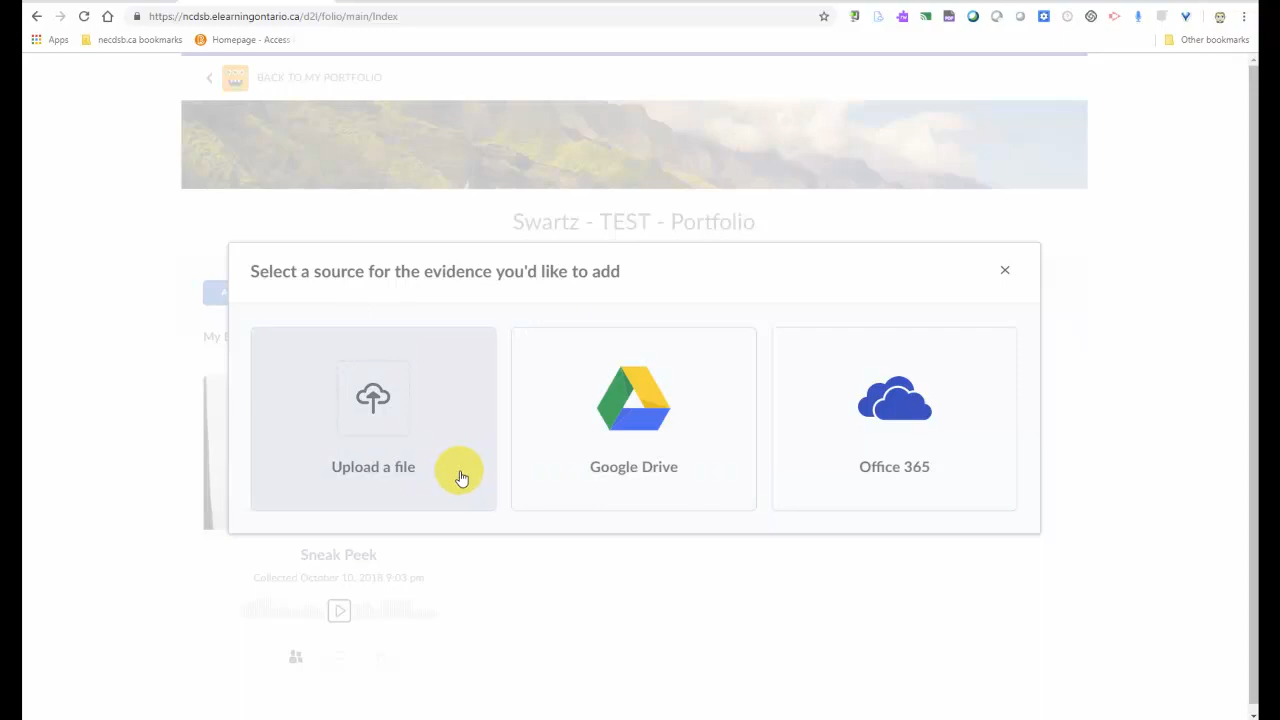 https://ncdsb.elearningontario.ca/d2l/folio/main/Index
Apps
necdsb.ca bookmarks
Homepage - Access
Other bookmarks
BACK TO MY PORTFOLIO
Swartz - TEST - Portfolio
Select a source for the evidence you'd like to add
My
Upload a file
Google Drive
Office 365
Sneak Peek
Collected October 10, 2018 9:03 pm